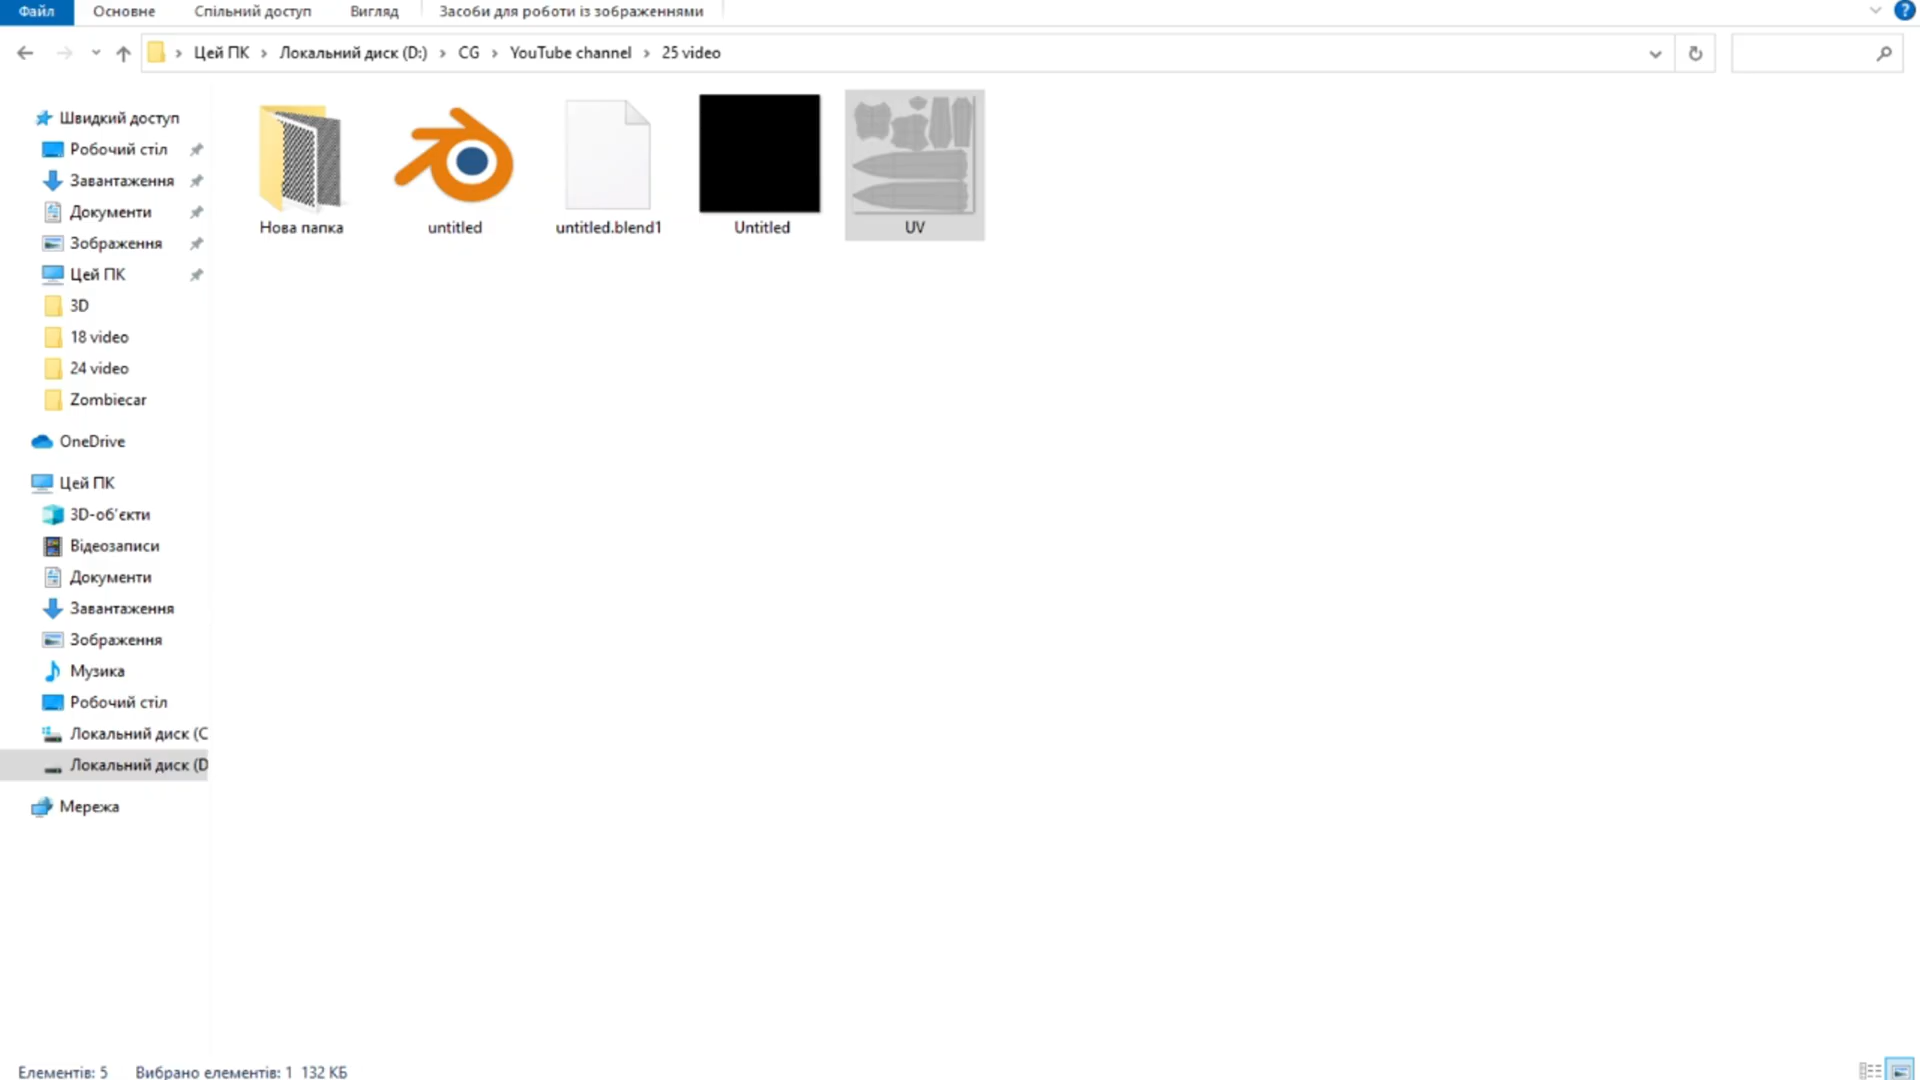 Файл Основне Спільний доступ Вигляд Засоби для роботи із зображеннями ?
Цей ПК Локальний диск (D:) CG YouTube channel 25 video
Швидкий доступ
Робочий стіл
Завантаження
Документи
Зображення
Цей ПК
3D
18 video
24 video
Zombiecar
OneDrive
Цей ПК
3D-об'єкти
Відеозаписи
Документи
Завантаження
Зображення
Музика
Робочий стіл
Локальний диск (C
Локальний диск (D
Мережа
Нова папка
untitled
untitled.blend1
Untitled
UV
Елементів: 5 Вибрано елементів: 1 132 КБ